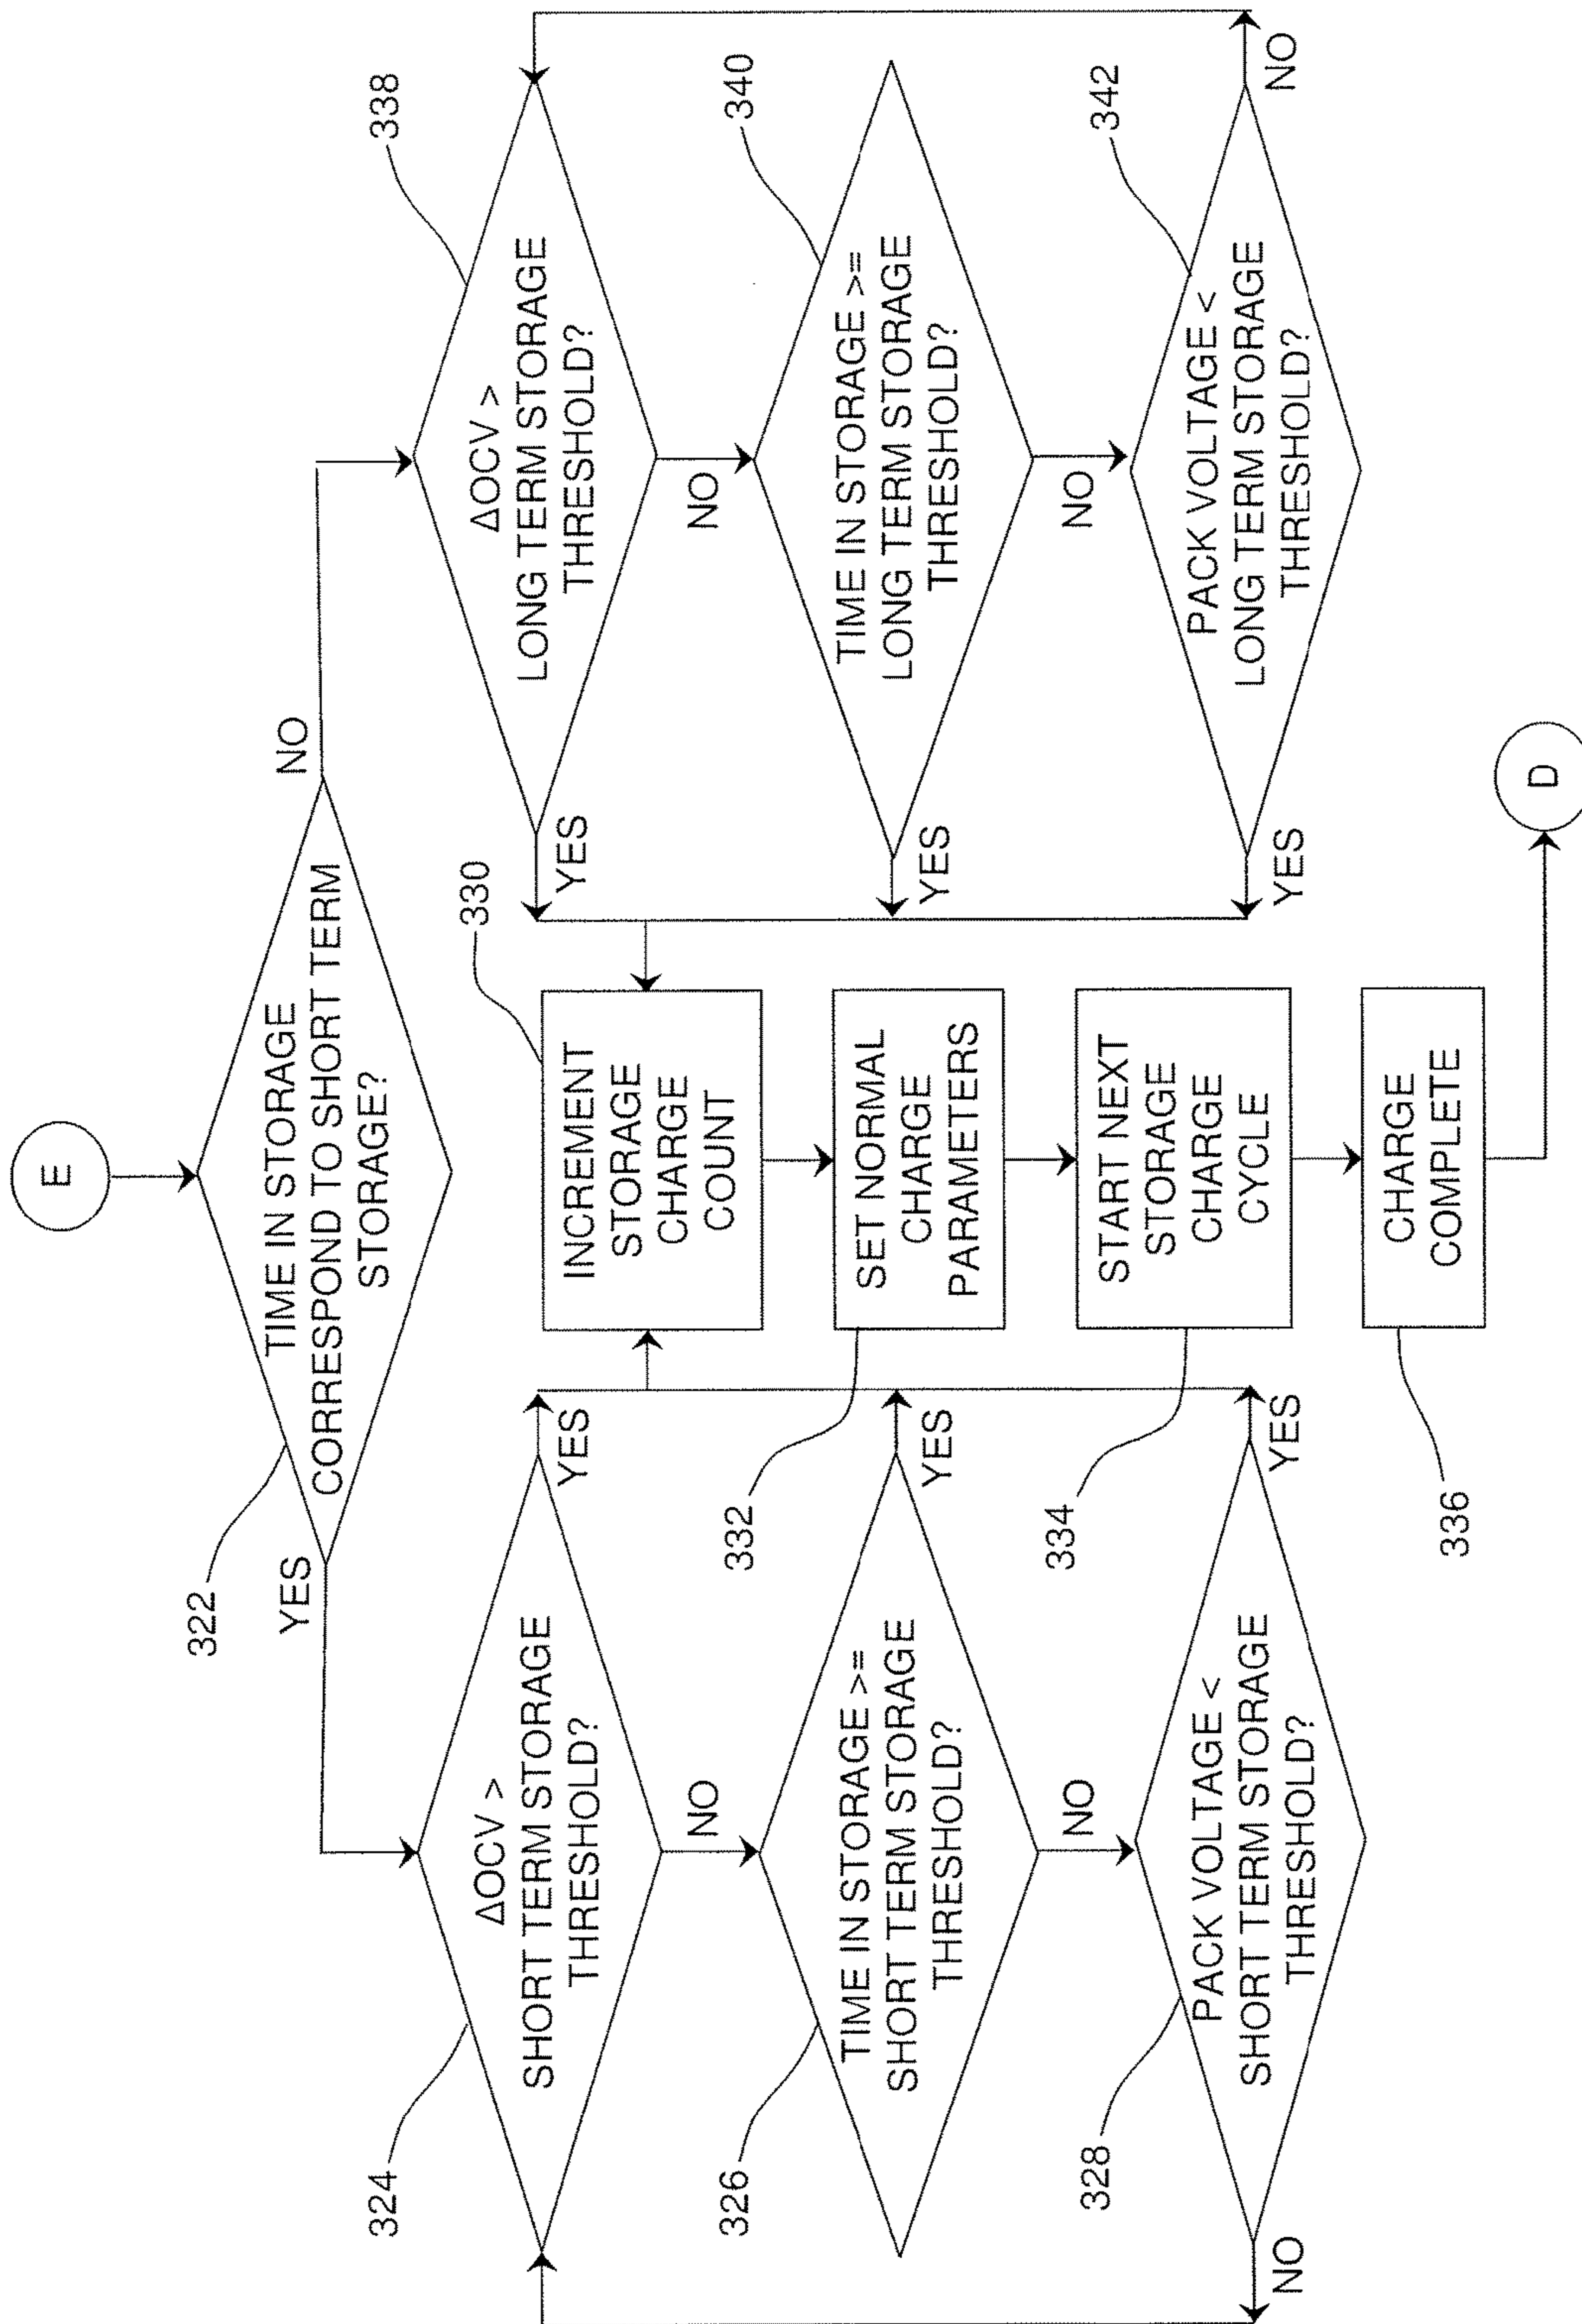 E
322
TIME IN STORAGE
CORRESPOND TO SHORT TERM
STORAGE?
YES
NO
324
ΔOCV >
SHORT TERM STORAGE
THRESHOLD?
YES
NO
326
TIME IN STORAGE >=
SHORT TERM STORAGE
THRESHOLD?
YES
NO
328
PACK VOLTAGE <
SHORT TERM STORAGE
THRESHOLD?
YES
NO
330
INCREMENT
STORAGE
CHARGE
COUNT
332
SET NORMAL
CHARGE
PARAMETERS
334
START NEXT
STORAGE
CHARGE
CYCLE
336
CHARGE
COMPLETE
D
338
ΔOCV >
LONG TERM STORAGE
THRESHOLD?
YES
NO
340
TIME IN STORAGE >=
LONG TERM STORAGE
THRESHOLD?
YES
NO
342
PACK VOLTAGE <
LONG TERM STORAGE
THRESHOLD?
YES
NO